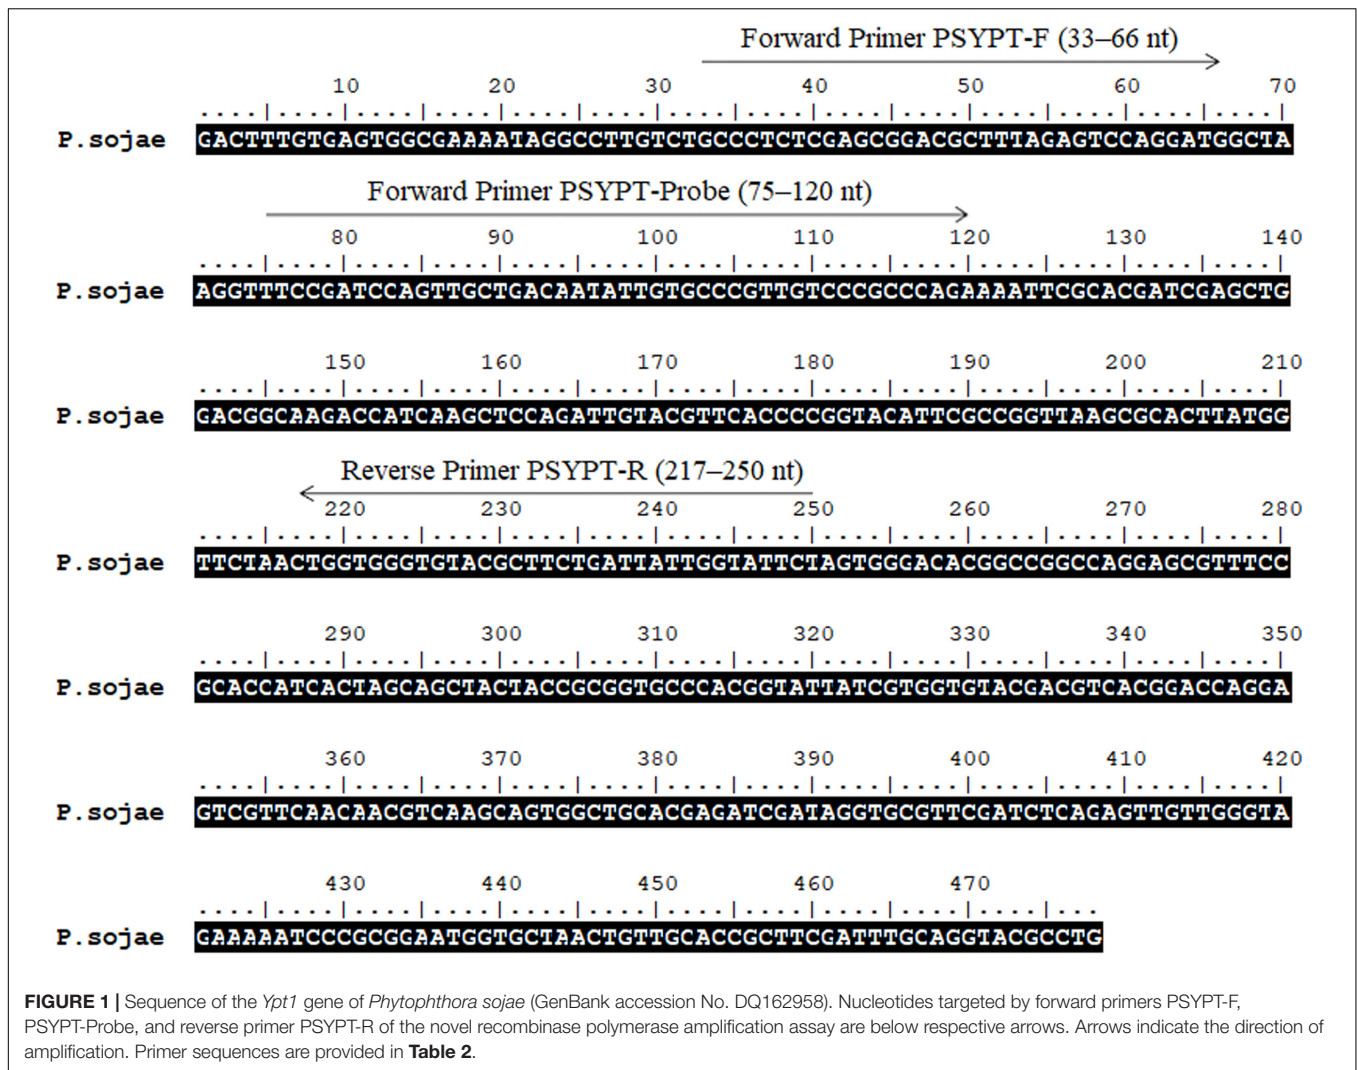 Forward Primer PSYPT-F (33–66 nt)
10 20 30 40 50 60 70
....|....|....|....|....|....|....|....|....|....|....|....|....|....|
P.sojae GACTTTGTGAGTGGCGAAAATAGGCCTTGTCTGCCCTCTCGAGCGGACGCTTTAGAGTCCAGGATGGCTA
Forward Primer PSYPT-Probe (75–120 nt)
80 90 100 110 120 130 140
....|....|....|....|....|....|....|....|....|....|....|....|....|....|
P.sojae AGGTTTCCGATCCAGTTGCTGACAATATTGTGCCCGTTGTCCCGCCCAGAAAATTCGCACGATCGAGCTG
150 160 170 180 190 200 210
....|....|....|....|....|....|....|....|....|....|....|....|....|....|
P.sojae GACGGCAAGACCATCAAGCTCCAGATTGTACGTTCACCCCGGTACATTCGCCGGTTAAGCGCACTTATGG
Reverse Primer PSYPT-R (217–250 nt)
220 230 240 250 260 270 280
....|....|....|....|....|....|....|....|....|....|....|....|....|....|
P.sojae TTCTAACTGGTGGGTGTACGCTTCTGATTATTGGTATTCTAGTGGGACACGGCCGGCCAGGAGCGTTTCC
290 300 310 320 330 340 350
....|....|....|....|....|....|....|....|....|....|....|....|....|....|
P.sojae GCACCATCACTAGCAGCTACTACCGCGGTGCCCACGGTATTATCGTGGTGTACGACGTCACGGACCAGGA
360 370 380 390 400 410 420
....|....|....|....|....|....|....|....|....|....|....|....|....|....|
P.sojae GTCGTTCAACAACGTCAAGCAGTGGCTGCACGAGATCGATAGGTGCGTTCGATCTCAGAGTTGTTGGGTA
430 440 450 460 470
....|....|....|....|....|....|....|....|....|....|....|...
P.sojae GAAAAATCCCGCGGAATGGTGCTAACTGTTGCACCGCTTCGATTTGCAGGTACGCCTG
FIGURE 1 | Sequence of the Ypt1 gene of Phytophthora sojae (GenBank accession No. DQ162958). Nucleotides targeted by forward primers PSYPT-F,
PSYPT-Probe, and reverse primer PSYPT-R of the novel recombinase polymerase amplification assay are below respective arrows. Arrows indicate the direction of
amplification. Primer sequences are provided in Table 2.